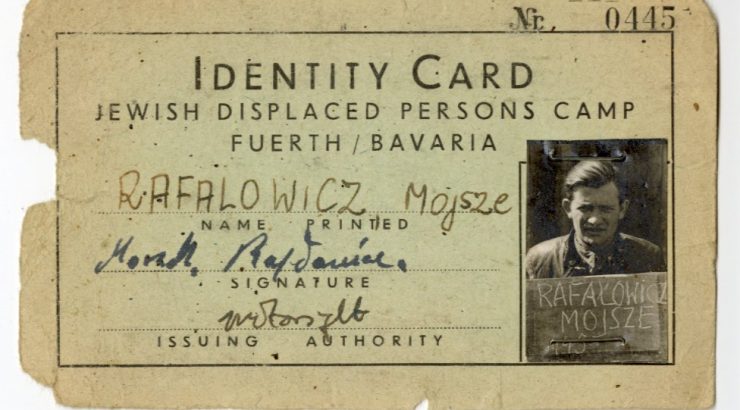 Nr. 0445
IDENTITY CARD
JEWISH DISPLACED PERSONS CAMP
FUERTH / BAVARIA
RAFALOWICZ Mojsze
NAME PRINTED
SIGNATURE
ISSUING AUTHORITY
RAFAŁOWICZ
MOJSZE